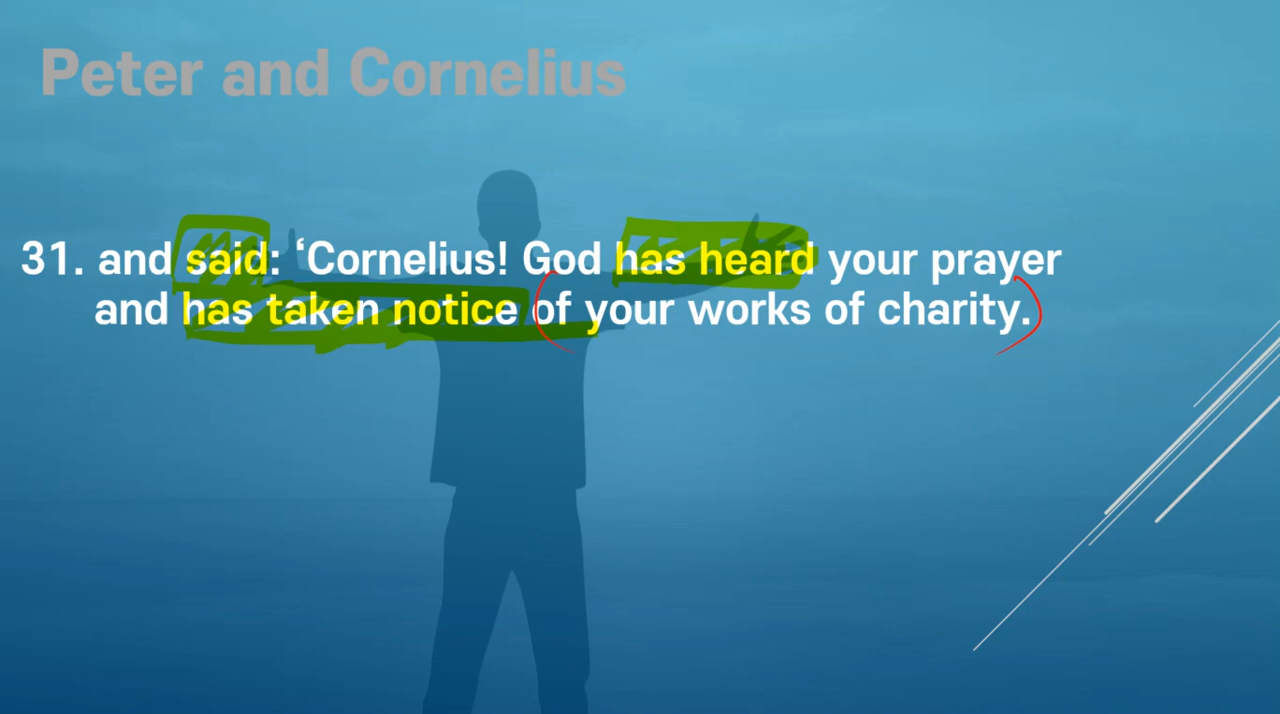 Peter and Cornelius
31. and said: ‘Cornelius! God has heard your prayer
and has taken notice of your works of charity.